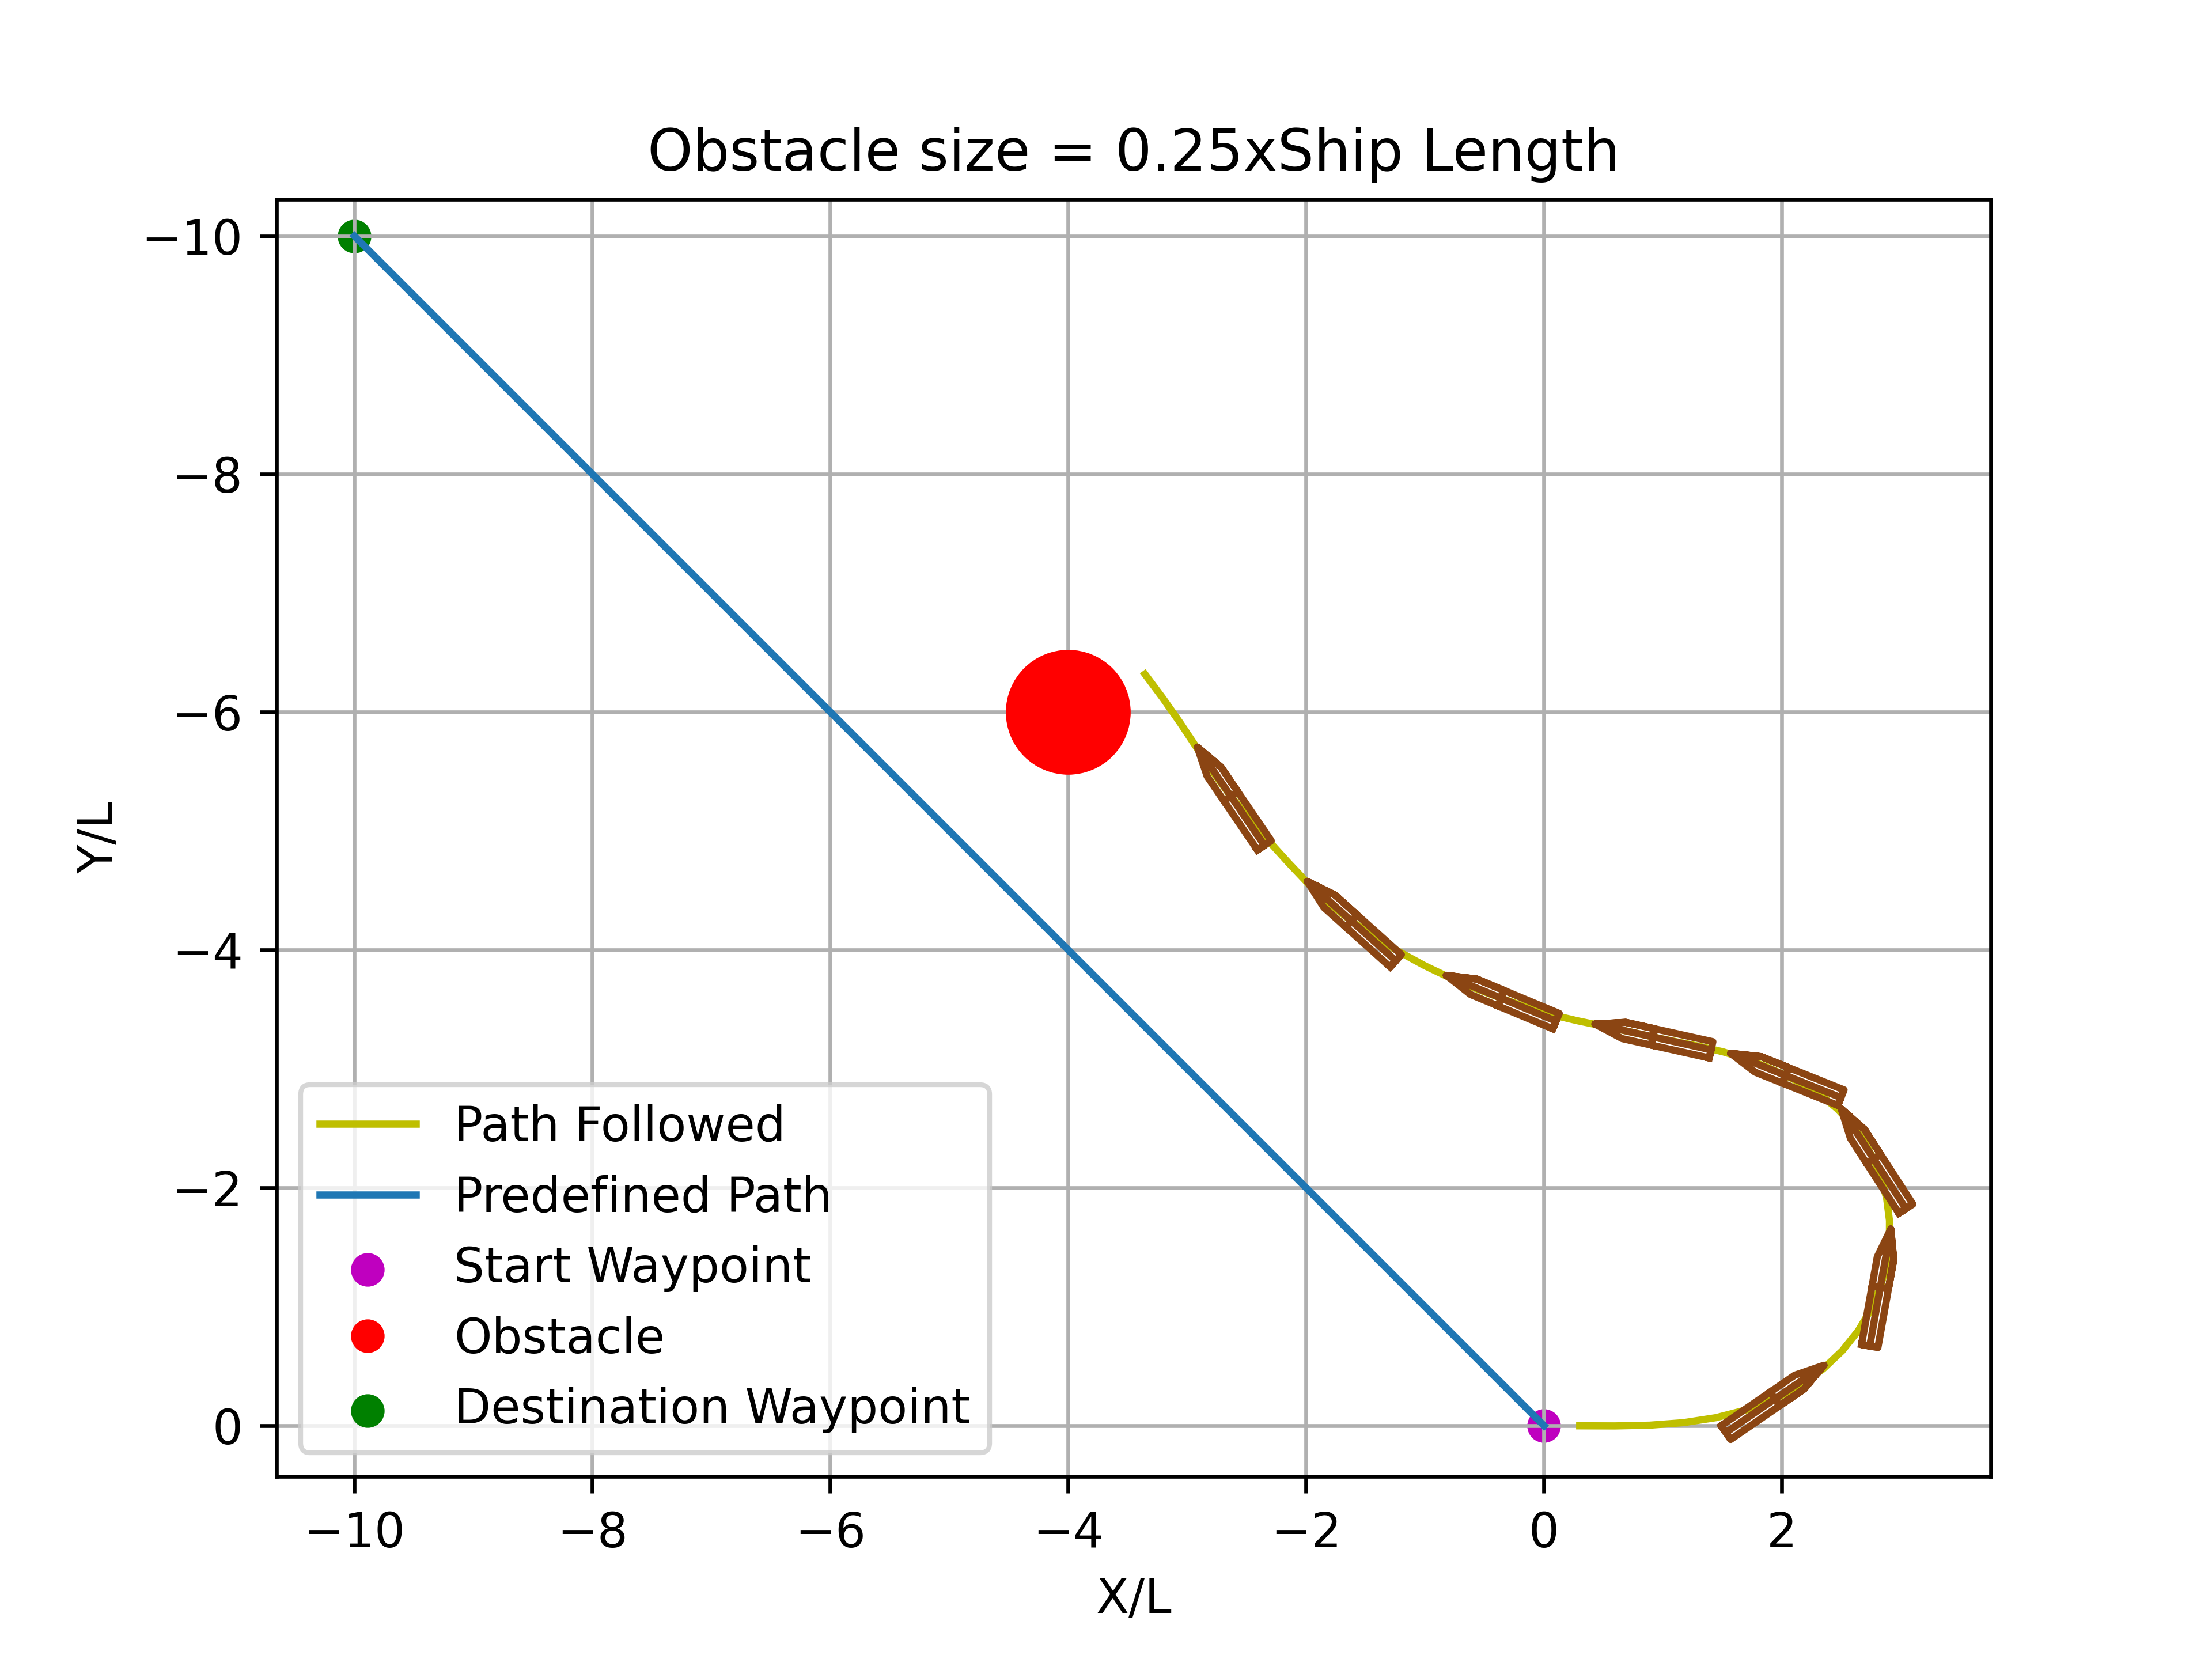 Obstacle size = 0.25xShip Length
−10
−8
−6
−4
−2
0
Y/L
Path Followed
Predefined Path
Start Waypoint
Obstacle
Destination Waypoint
−10 −8 −6 −4 −2 0 2
X/L